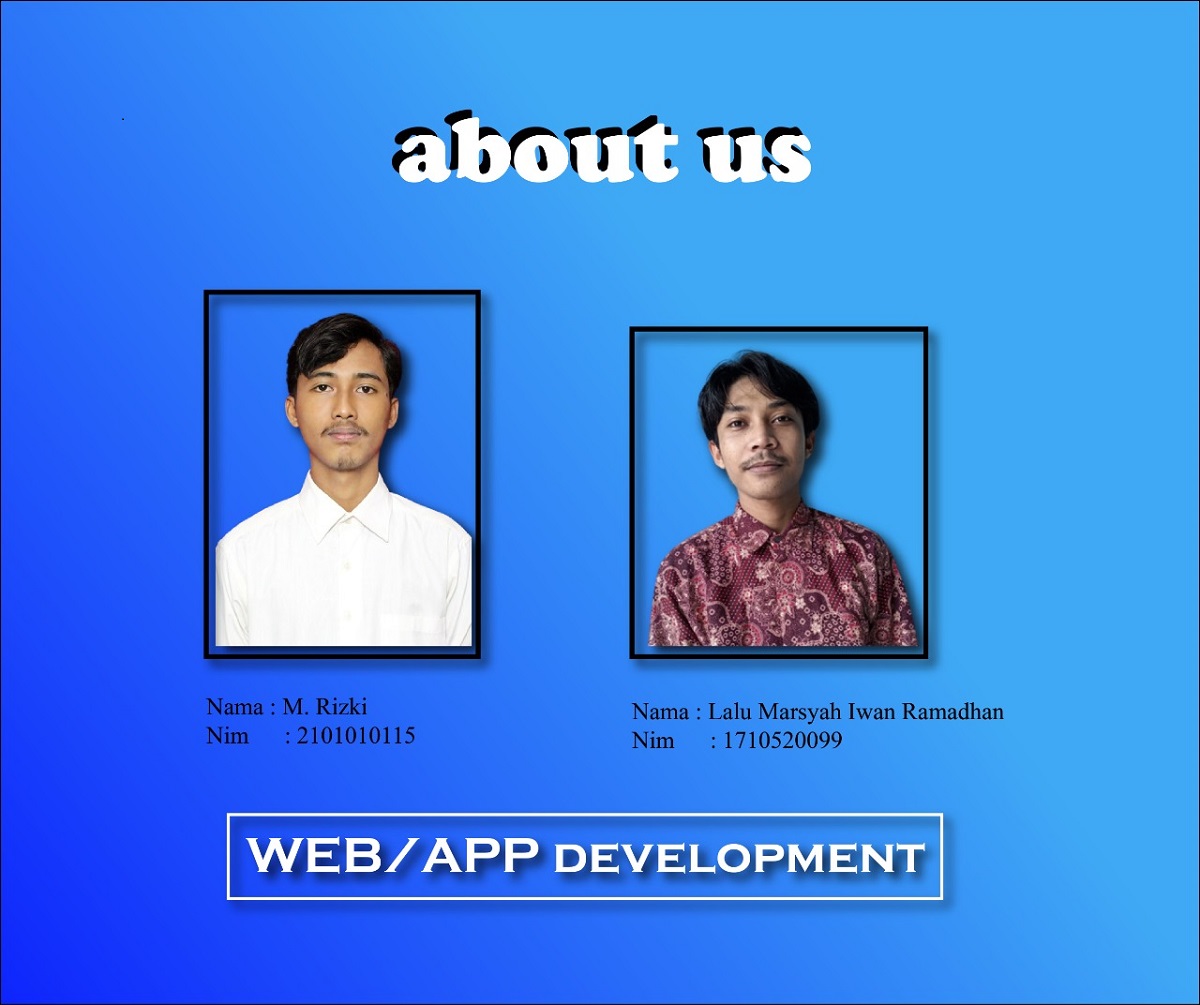 about us
Nama : M. Rizki
Nim : 2101010115
Nama : Lalu Marsyah Iwan Ramadhan
Nim : 1710520099
WEB/APP DEVELOPMENT